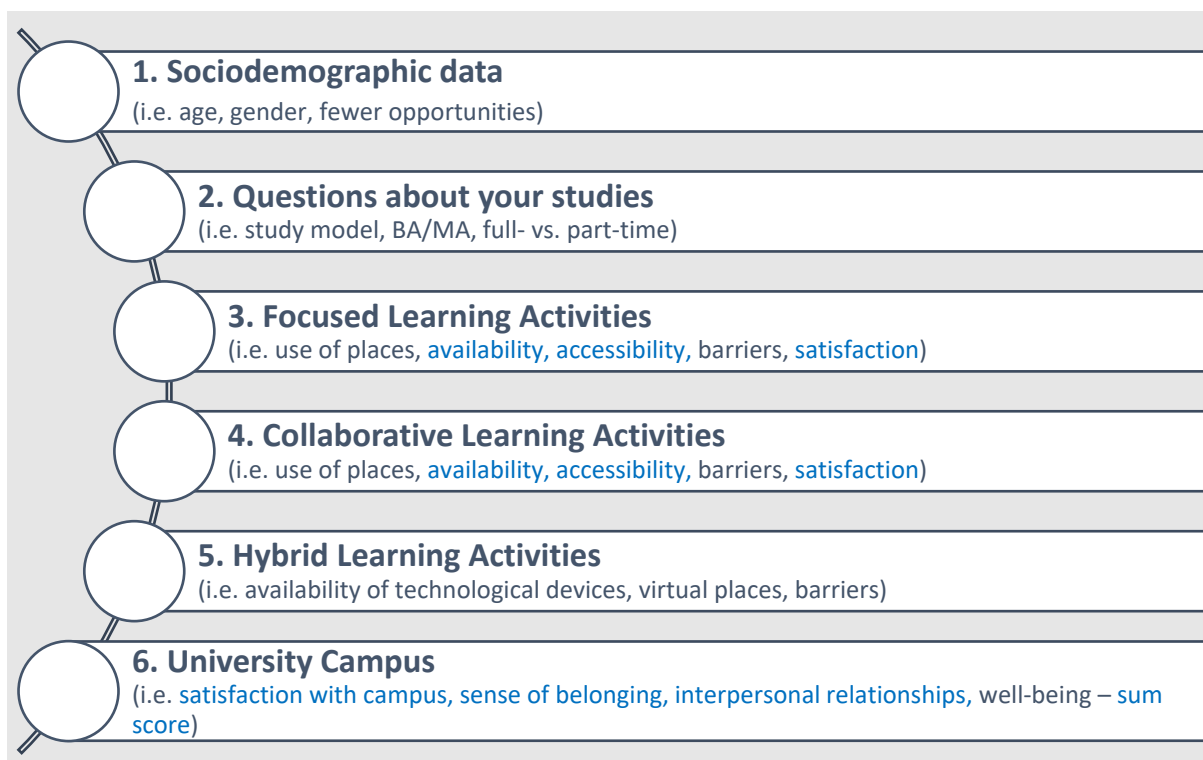 1. Sociodemographic data
(i.e. age, gender, fewer opportunities)
2. Questions about your studies
(i.e. study model, BA/MA, full- vs. part-time)
3. Focused Learning Activities
(i.e. use of places, availability, accessibility, barriers, satisfaction)
4. Collaborative Learning Activities
(i.e. use of places, availability, accessibility, barriers, satisfaction)
5. Hybrid Learning Activities
(i.e. availability of technological devices, virtual places, barriers)
6. University Campus
(i.e. satisfaction with campus, sense of belonging, interpersonal relationships, well-being – sum
score)